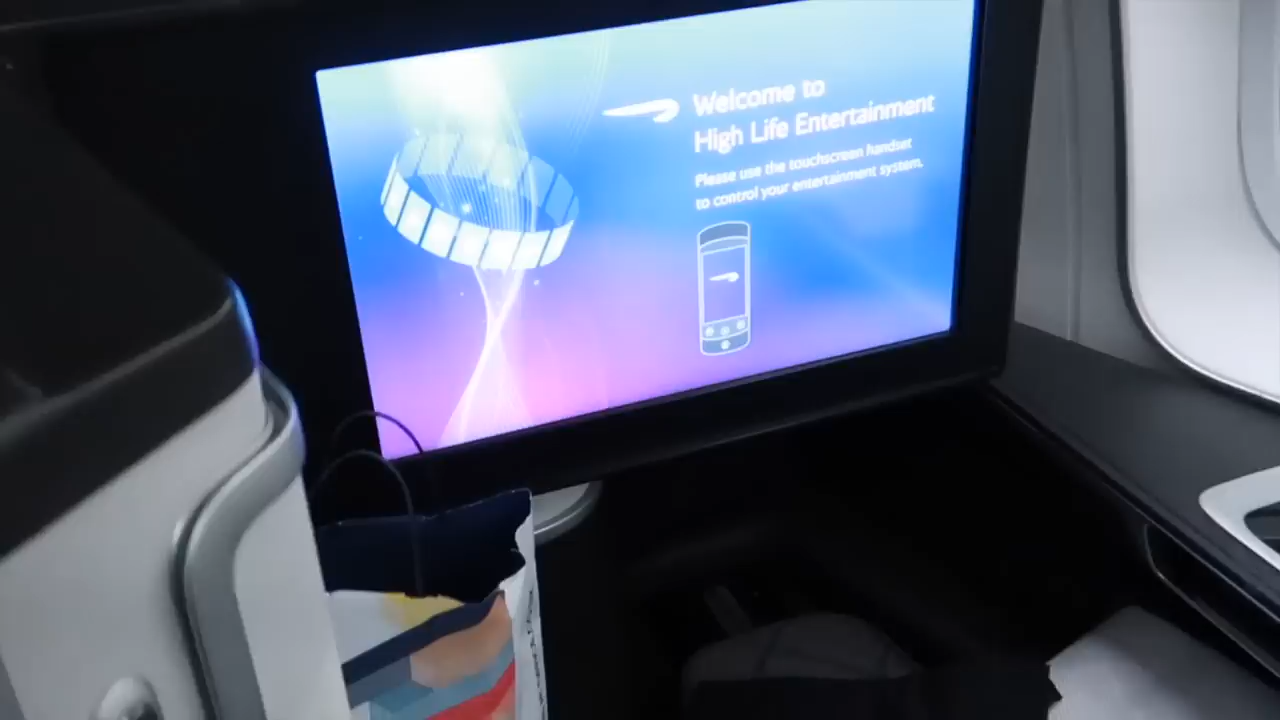 Welcome to
High Life Entertainment
Please use the touchscreen handset
to control your entertainment system.